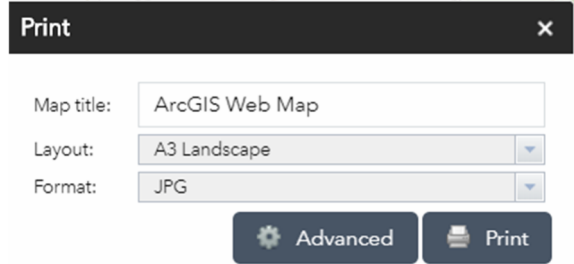 Print
Map title: ArcGIS Web Map
Layout: A3 Landscape
Format: JPG
Advanced Print